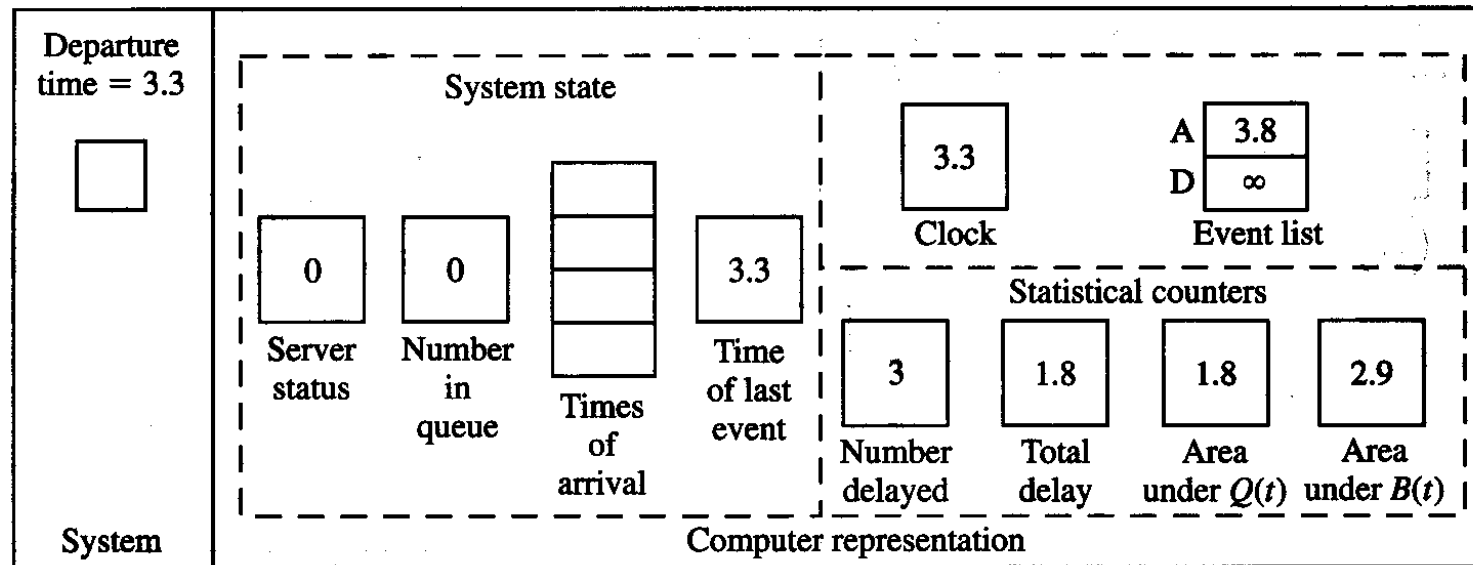 Departure
time = 3.3
System
System state
0
Server
status
0
Number
in
queue
Times
of
arrival
3.3
Time
of last
event
3.3
Clock
A 3.8
D ∞
Event list
Statistical counters
3
Number
delayed
1.8
Total
delay
1.8
Area
under Q(t)
2.9
Area
under B(t)
Computer representation